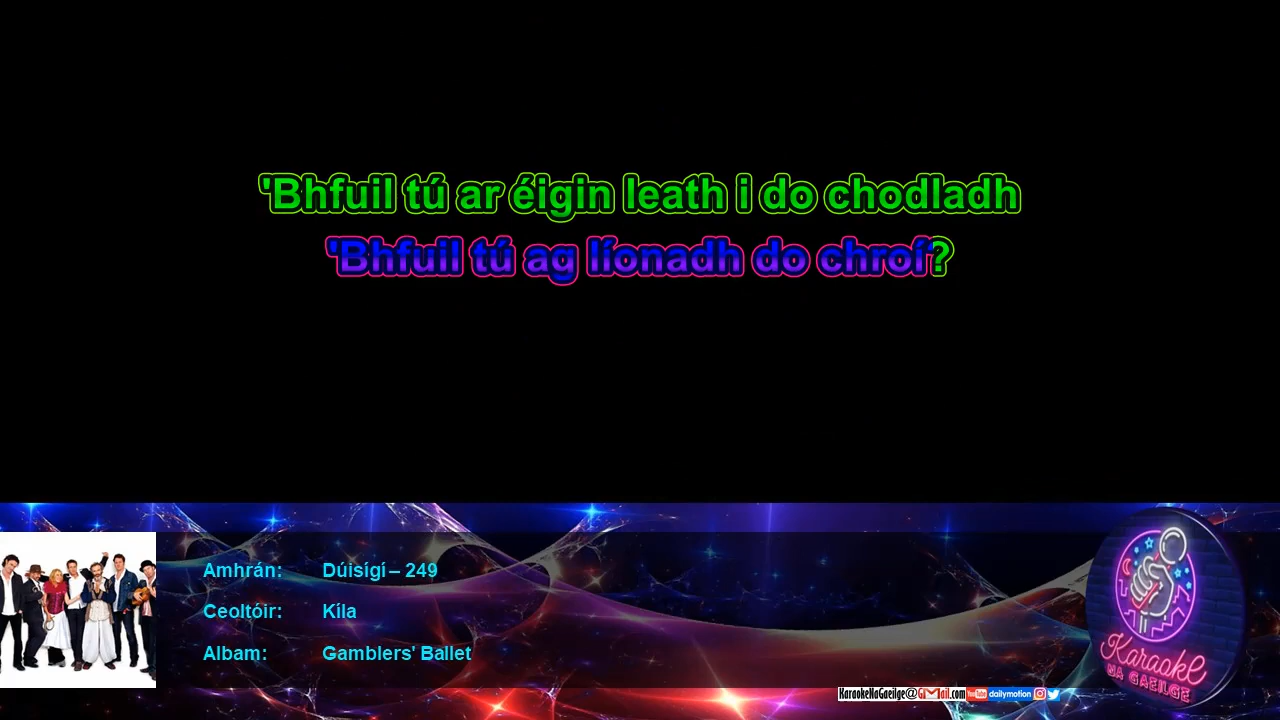 'Bhfuil tú ar éigin leath i do chodladh
'Bhfuil tú ag líonadh do chroí?
Amhrán: Dúisígí – 249
Ceoltóir: Kíla
Albam: Gamblers' Ballet
Karaoke
NA GAEILGE
KaraokeNaGaeilge@GMail.com YouTube dailymotion